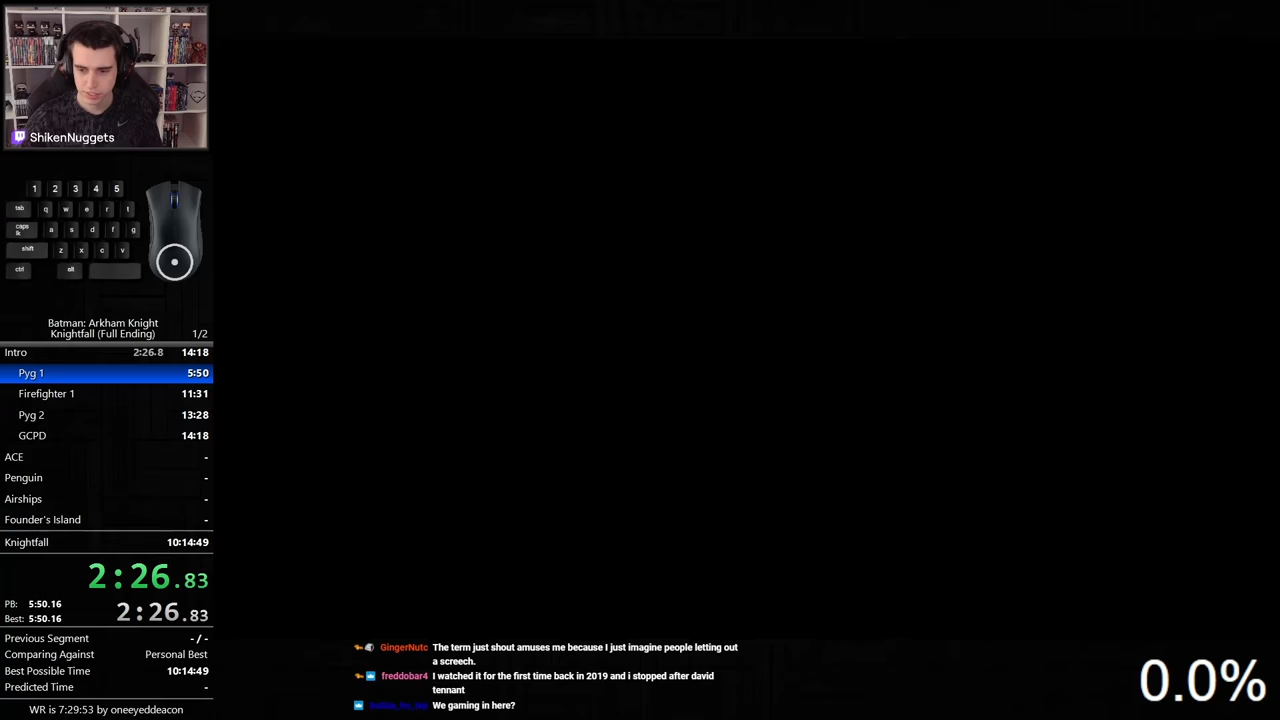 ShikenNuggets
1 2 3 4 5
tab q w e r t
caps lk a s d f g
shift z x c v
ctrl alt
Batman: Arkham Knight
Knightfall (Full Ending) 1/2
Intro 2:26.8 14:18
Pyg 1 5:50
Firefighter 1 11:31
Pyg 2 13:28
GCPD 14:18
ACE -
Penguin -
Airships -
Founder's Island -
Knightfall 10:14:49
2:26.83
PB: 5:50.16
Best: 5:50.16 2:26.83
Previous Segment - / -
Comparing Against Personal Best
Best Possible Time 10:14:49
Predicted Time -
WR is 7:29:53 by oneeyeddeacon
GingerNutc The term just shout amuses me because I just imagine people letting out
a screech.
freddobar4 I watched it for the first time back in 2019 and i stopped after david
tennant
We gaming in here?
0.0%